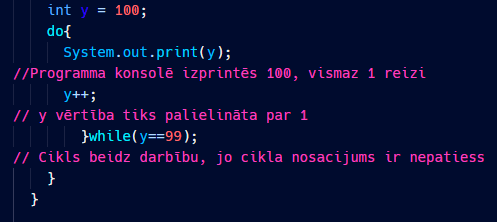 int y = 100;
do{
System.out.print(y);
//Programma konsolē izprintēs 100, vismaz 1 reizi
y++;
// y vērtība tiks palielināta par 1
}while(y==99);
// Cikls beidz darbību, jo cikla nosacijums ir nepatiess
}
}